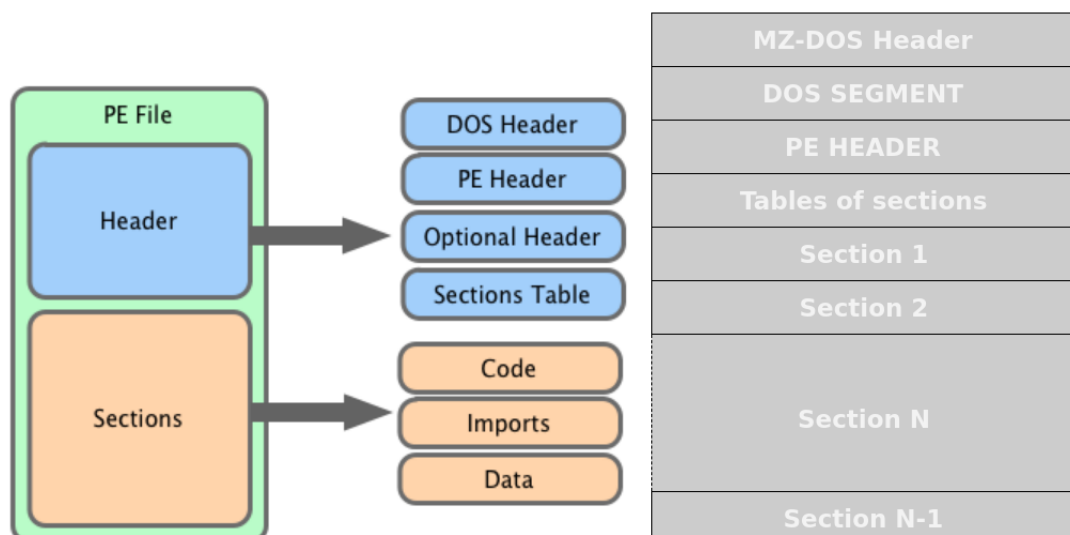 PE File
Header
Sections
DOS Header
PE Header
Optional Header
Sections Table
Code
Imports
Data
MZ-DOS Header
DOS SEGMENT
PE HEADER
Tables of sections
Section 1
Section 2
Section N
Section N-1